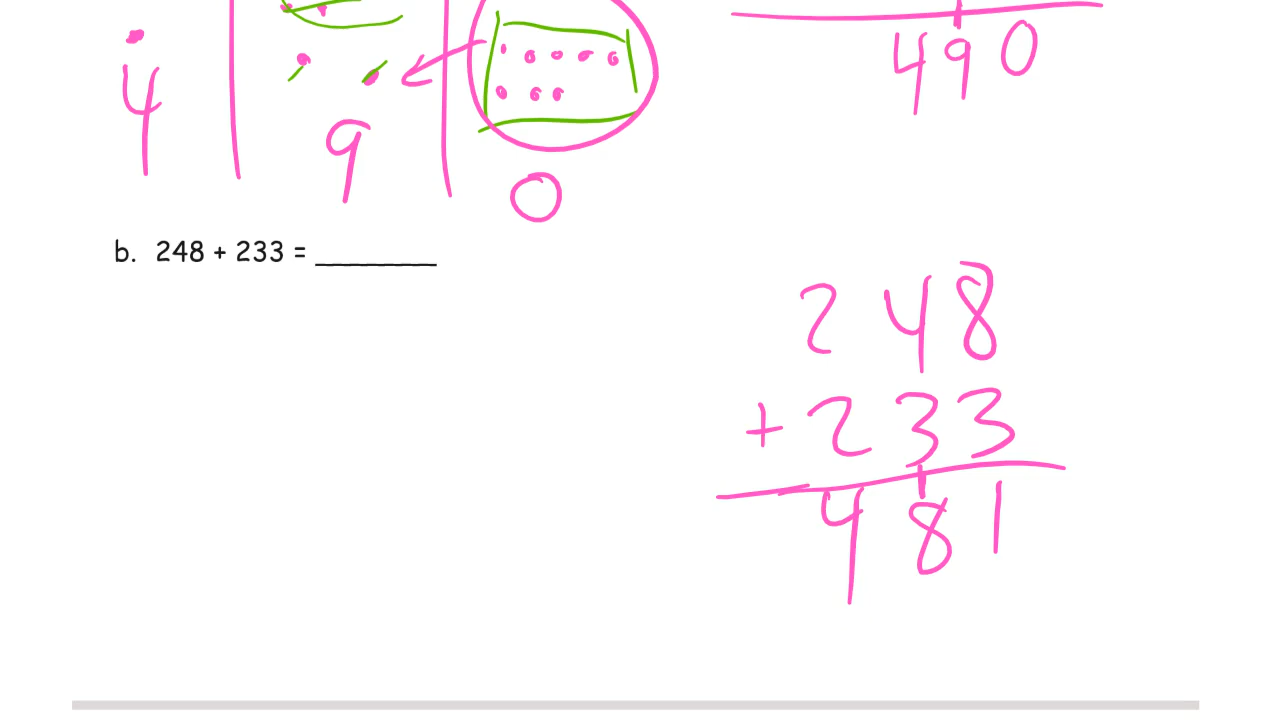 490
4 9 0
b. 248 + 233 = ________
248
+ 233
481